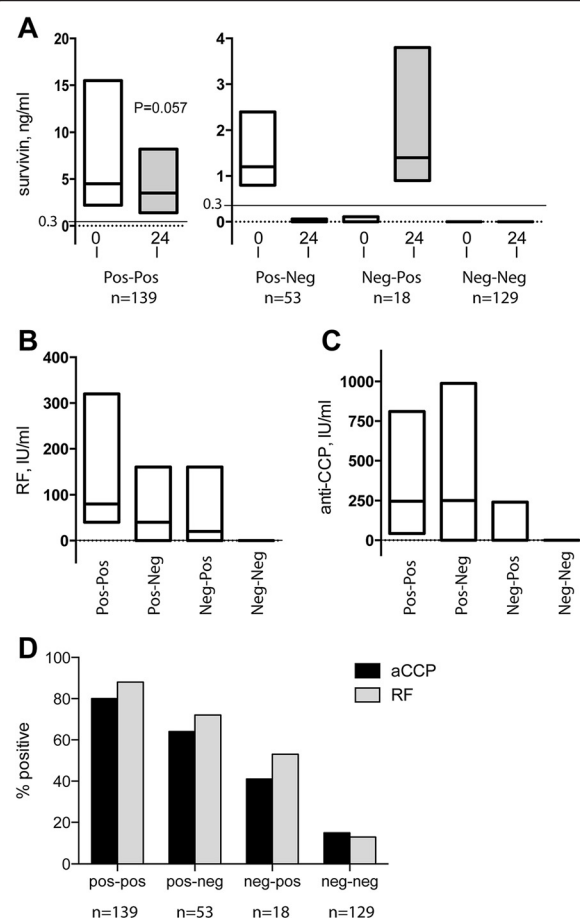 A
survivin, ng/ml
20
15
10
5
0
0.3
P=0.057
0 24
Pos-Pos
n=139
4
3
2
1
0
0.3
0 24 0 24 0 24
Pos-Neg Neg-Pos Neg-Neg
n=53 n=18 n=129
B
RF, IU/ml
400
300
200
100
0
Pos-Pos
Pos-Neg
Neg-Pos
Neg-Neg
C
anti-CCP, IU/ml
1000
750
500
250
0
Pos-Pos
Pos-Neg
Neg-Pos
Neg-Neg
D
% positive
100
80
60
40
20
0
aCCP
RF
pos-pos pos-neg neg-pos neg-neg
n=139 n=53 n=18 n=129